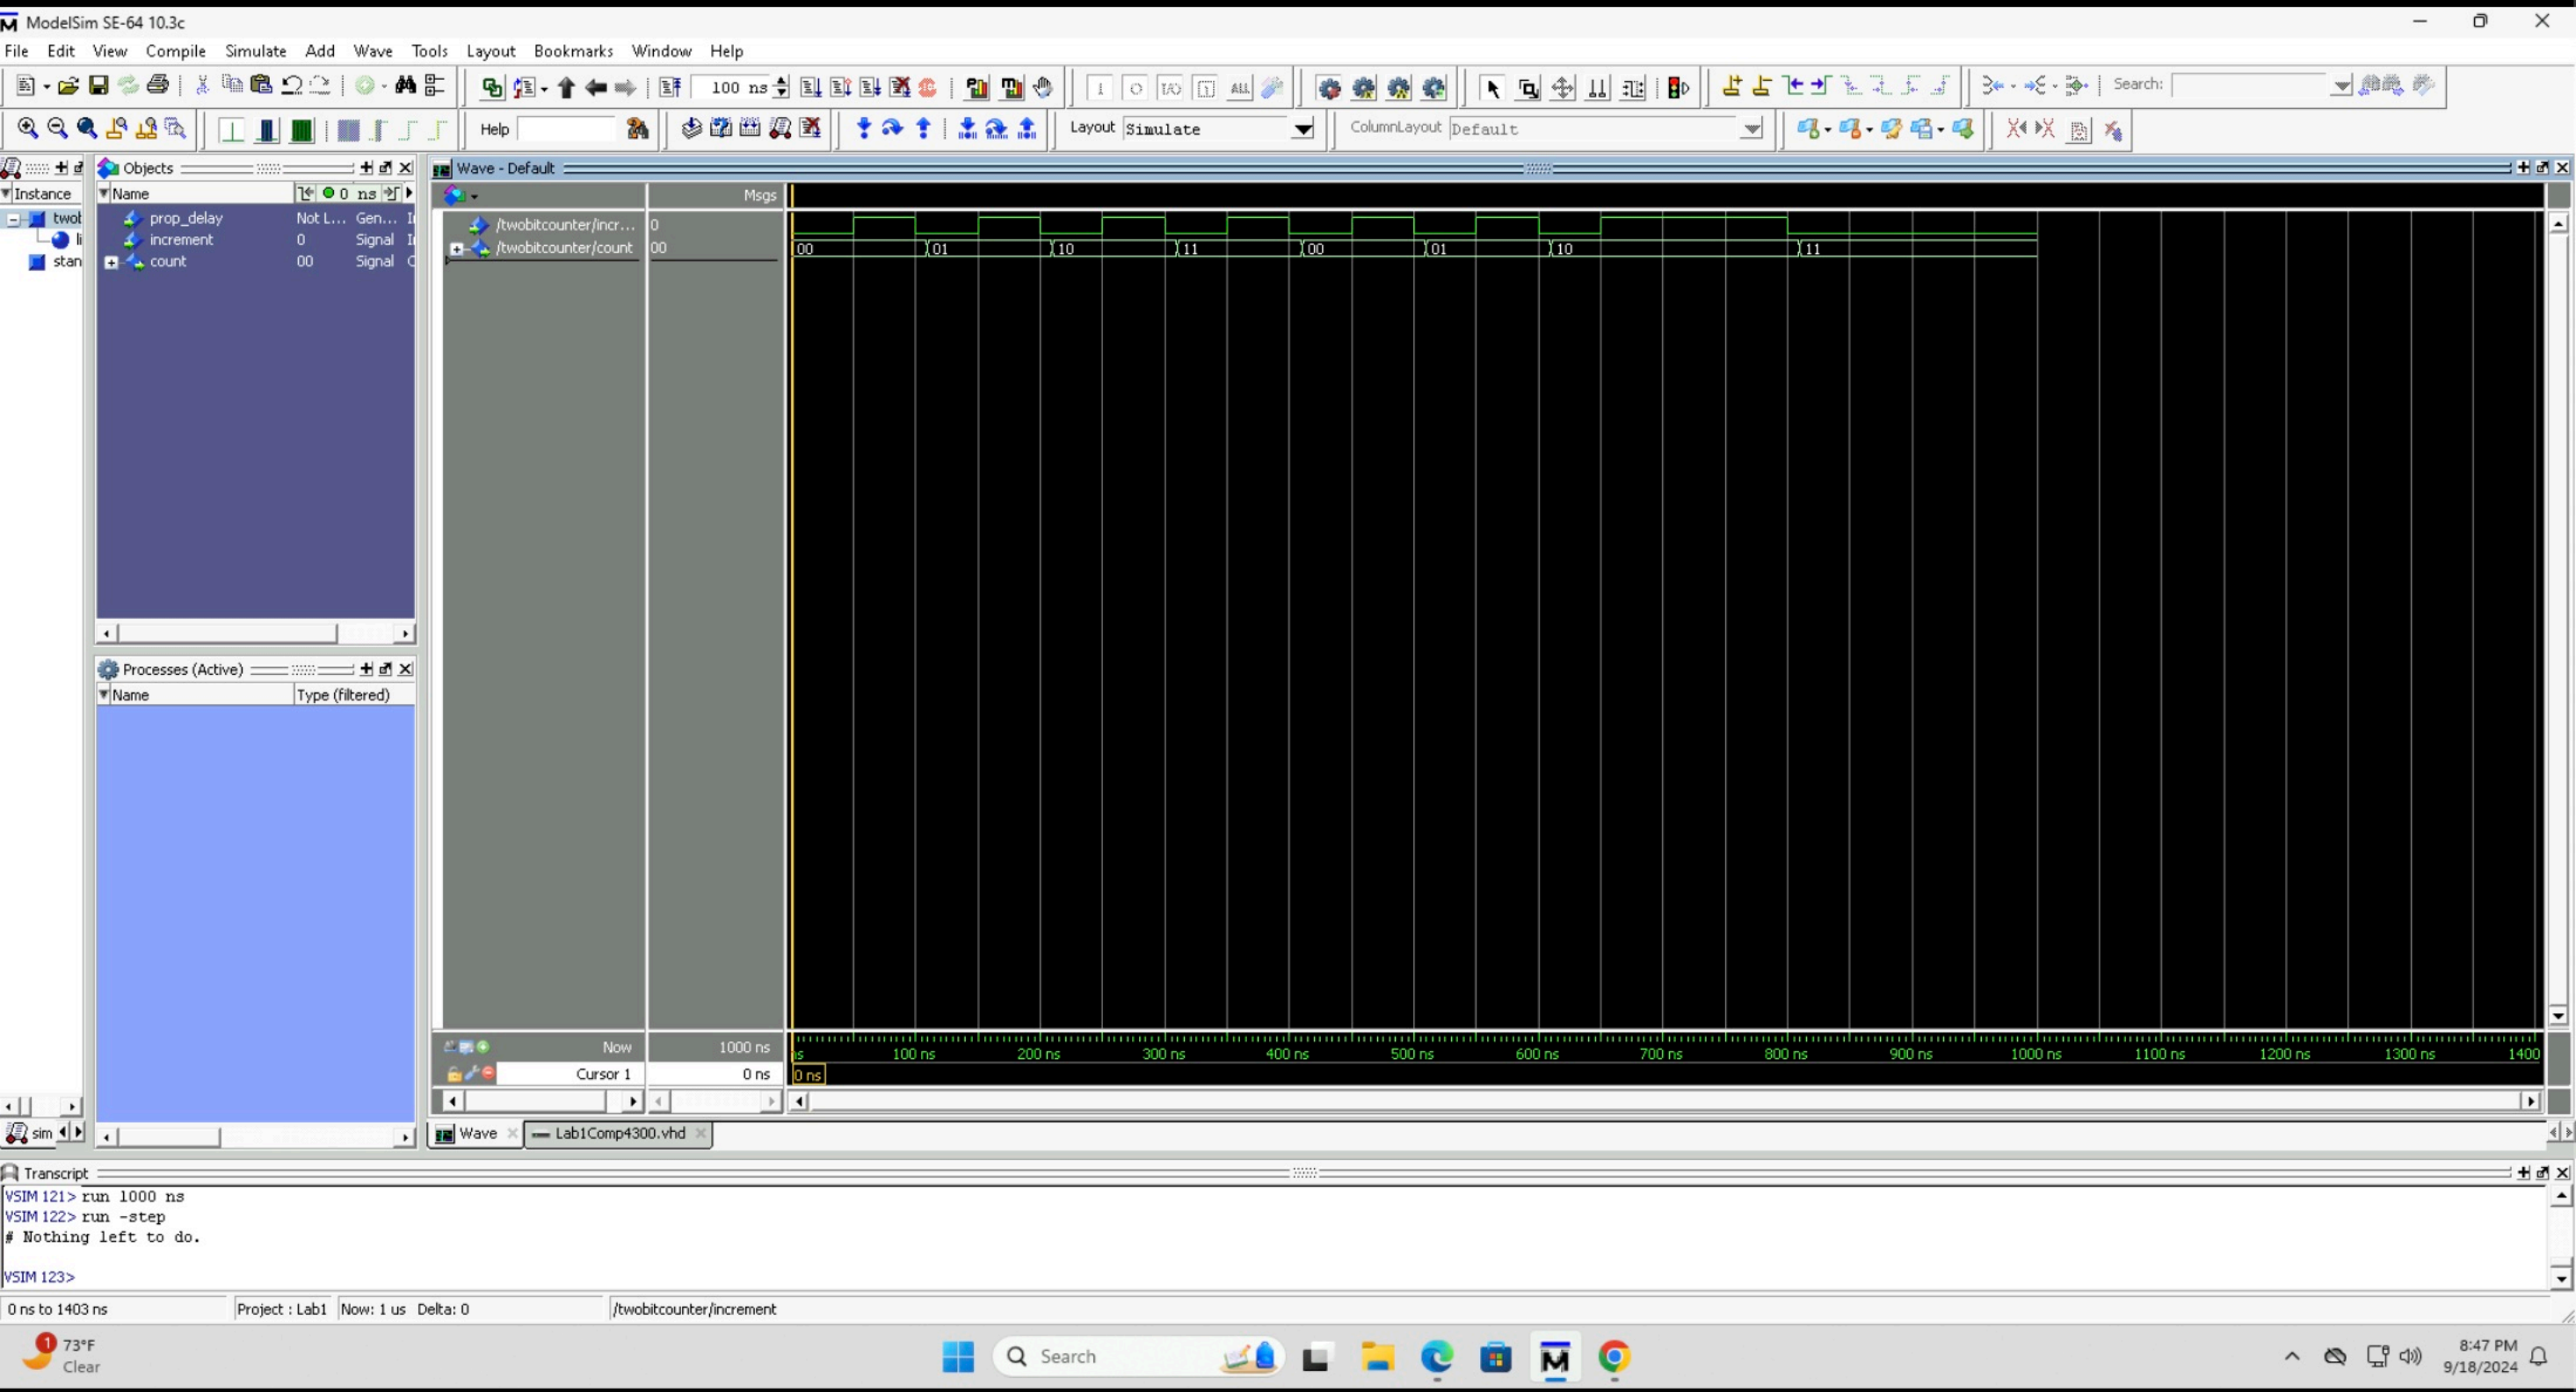 ModelSim SE-64 10.3c
File Edit View Compile Simulate Add Wave Tools Layout Bookmarks Window Help
100 ns
Search:
Help
Layout Simulate
ColumnLayout Default
Instance
twot
stan
Objects
Name 0 ns
prop_delay Not L... Gen...
increment 0 Signal
count 00 Signal
Processes (Active)
Name Type (filtered)
Wave - Default
Msgs
/twobitcounter/incr... 0
/twobitcounter/count 00
00 01 10 11 00 01 10 11
Now 1000 ns
100 ns 200 ns 300 ns 400 ns 500 ns 600 ns 700 ns 800 ns 900 ns 1000 ns 1100 ns 1200 ns 1300 ns 1400
Cursor 1 0 ns
0 ns
sim
Wave Lab1Comp4300.vhd
Transcript
VSIM 121> run 1000 ns
VSIM 122> run -step
# Nothing left to do.
VSIM 123>
0 ns to 1403 ns Project : Lab1 Now: 1 us Delta: 0 /twobitcounter/increment
1
73°F
Clear
Search
8:47 PM
9/18/2024